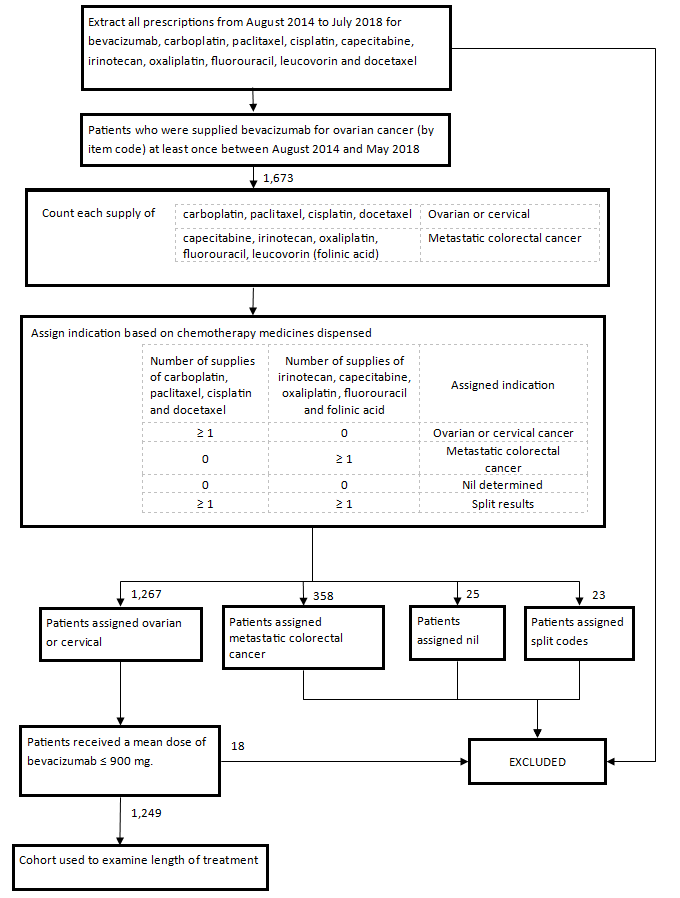 Extract all prescriptions from August 2014 to July 2018 for
bevacizumab, carboplatin, paclitaxel, cisplatin, capecitabine,
irinotecan, oxaliplatin, fluorouracil, leucovorin and docetaxel
Patients who were supplied bevacizumab for ovarian cancer (by
item code) at least once between August 2014 and May 2018
1,673
Count each supply of
carboplatin, paclitaxel, cisplatin, docetaxel
Ovarian or cervical
capecitabine, irinotecan, oxaliplatin,
fluorouracil, leucovorin (folinic acid)
Metastatic colorectal cancer
Assign indication based on chemotherapy medicines dispensed
Number of supplies
of carboplatin,
paclitaxel, cisplatin
and docetaxel
Number of supplies of
irinotecan, capecitabine,
oxaliplatin, fluorouracil
and folinic acid
Assigned indication
≥ 1
0
Ovarian or cervical cancer
0
≥ 1
Metastatic colorectal
cancer
0
0
Nil determined
≥ 1
≥ 1
Split results
1,267
358
25
23
Patients assigned ovarian
or cervical
Patients assigned
metastatic colorectal
cancer
Patients
assigned nil
Patients assigned
split codes
Patients received a mean dose of
bevacizumab ≤ 900 mg.
18
EXCLUDED
1,249
Cohort used to examine length of treatment